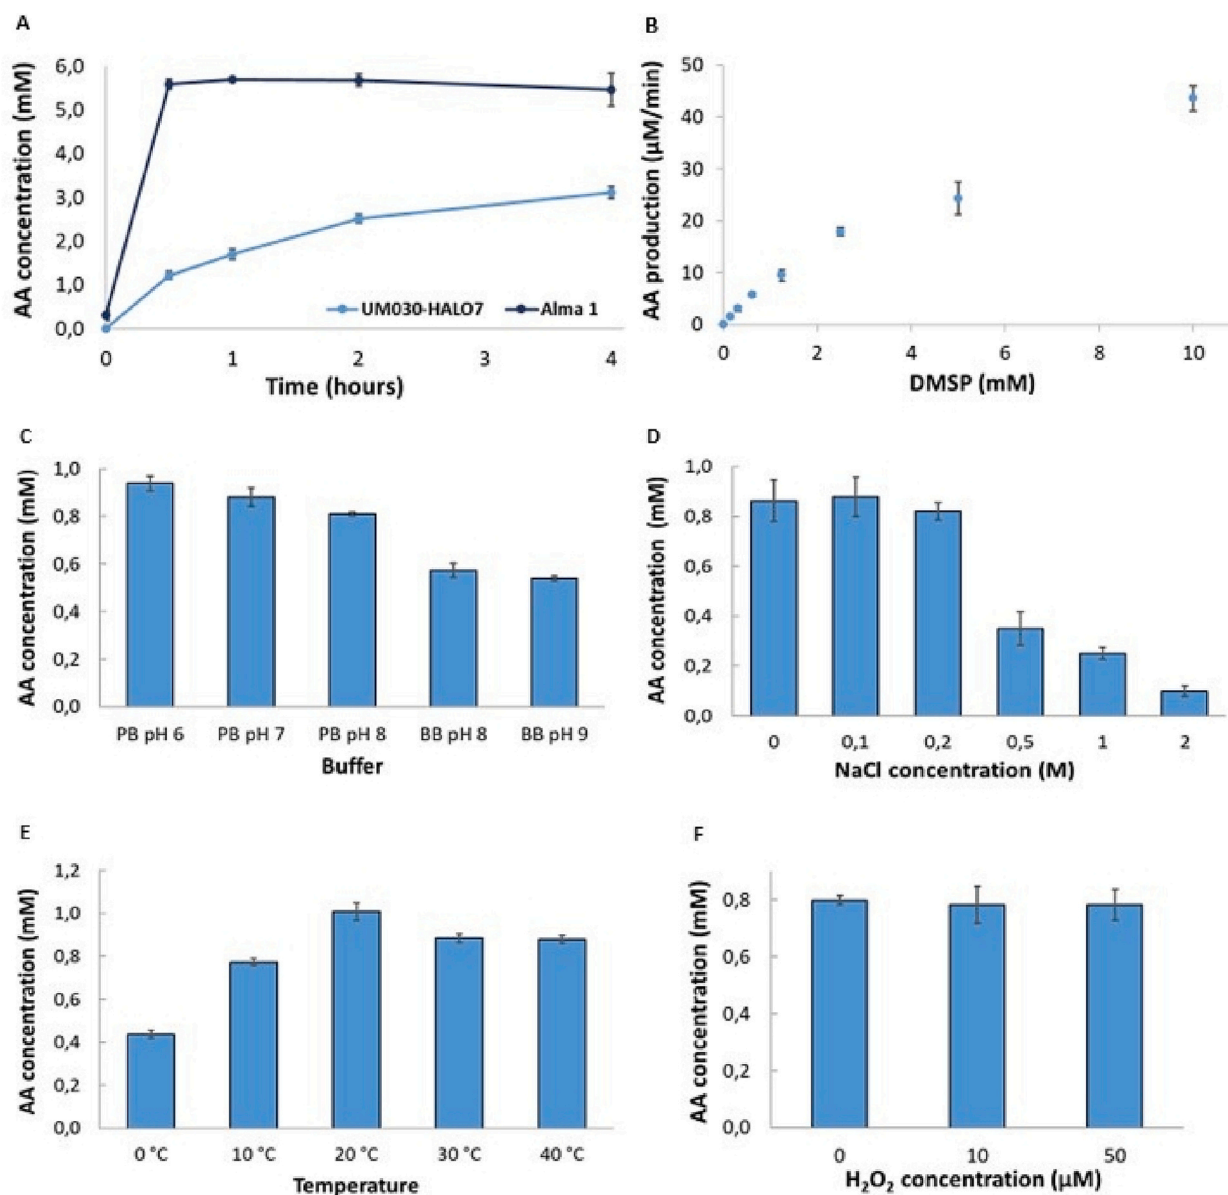 A
AA concentration (mM)
6,0
5,0
4,0
3,0
2,0
1,0
0,0
UM030-HALO7 Alma 1
0 1 2 3 4
Time (hours)
B
AA production (µM/min)
50
40
30
20
10
0
0 2 4 6 8 10
DMSP (mM)
C
AA concentration (mM)
1,0
0,8
0,6
0,4
0,2
0,0
PB pH 6 PB pH 7 PB pH 8 BB pH 8 BB pH 9
Buffer
D
AA concentration (mM)
1,0
0,8
0,6
0,4
0,2
0,0
0 0,1 0,2 0,5 1 2
NaCl concentration (M)
E
AA concentration (mM)
1,2
1,0
0,8
0,6
0,4
0,2
0,0
0 °C 10 °C 20 °C 30 °C 40 °C
Temperature
F
AA concentration (mM)
0,8
0,6
0,4
0,2
0,0
0 10 50
H₂O₂ concentration (µM)